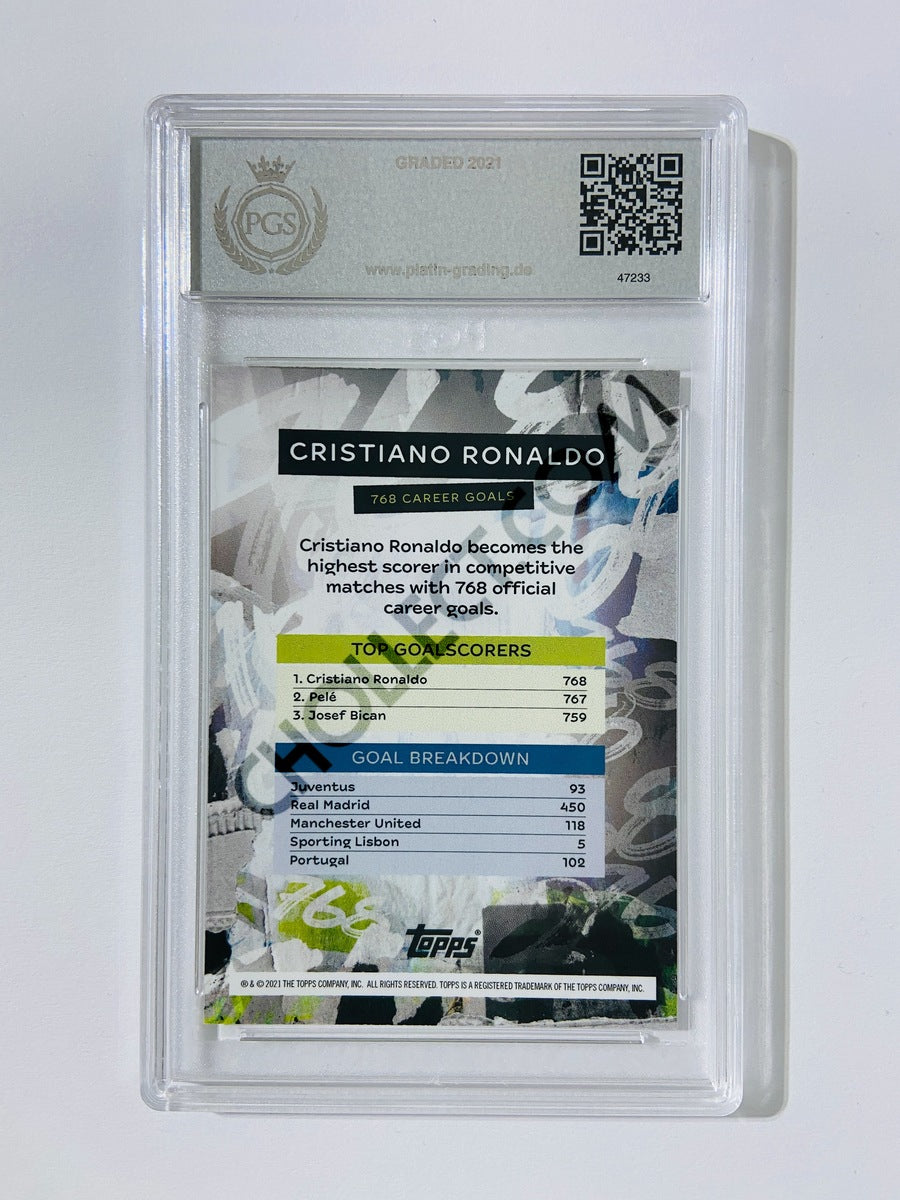 GRADED 2021
PGS
www.platin-grading.de
47233
CRISTIANO RONALDO
768 CAREER GOALS
Cristiano Ronaldo becomes the
highest scorer in competitive
matches with 768 official
career goals.
TOP GOALSCORERS
1. Cristiano Ronaldo 768
2. Pelé 767
3. Josef Bican 759
GOAL BREAKDOWN
Juventus 93
Real Madrid 450
Manchester United 118
Sporting Lisbon 5
Portugal 102
768
topps®
® & © 2021 THE TOPPS COMPANY, INC. ALL RIGHTS RESERVED. TOPPS IS A REGISTERED TRADEMARK OF THE TOPPS COMPANY, INC.
CHOLLECT.COM